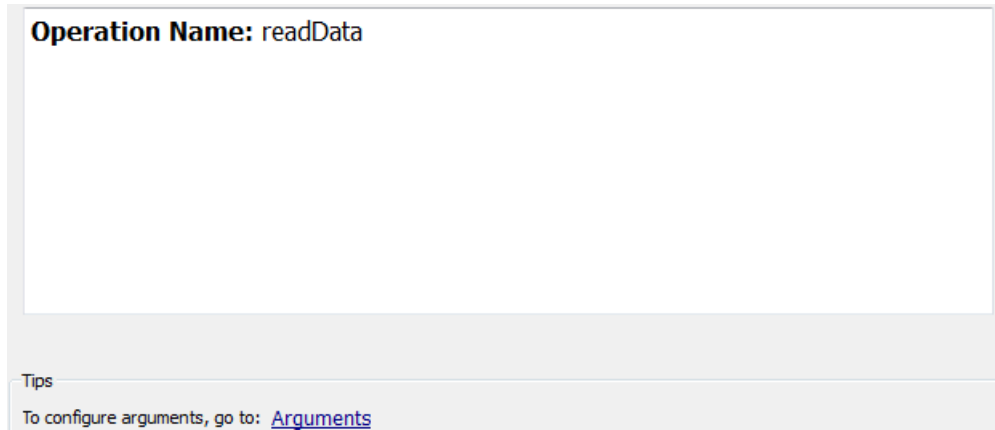 Operation Name: readData
Tips
To configure arguments, go to: Arguments